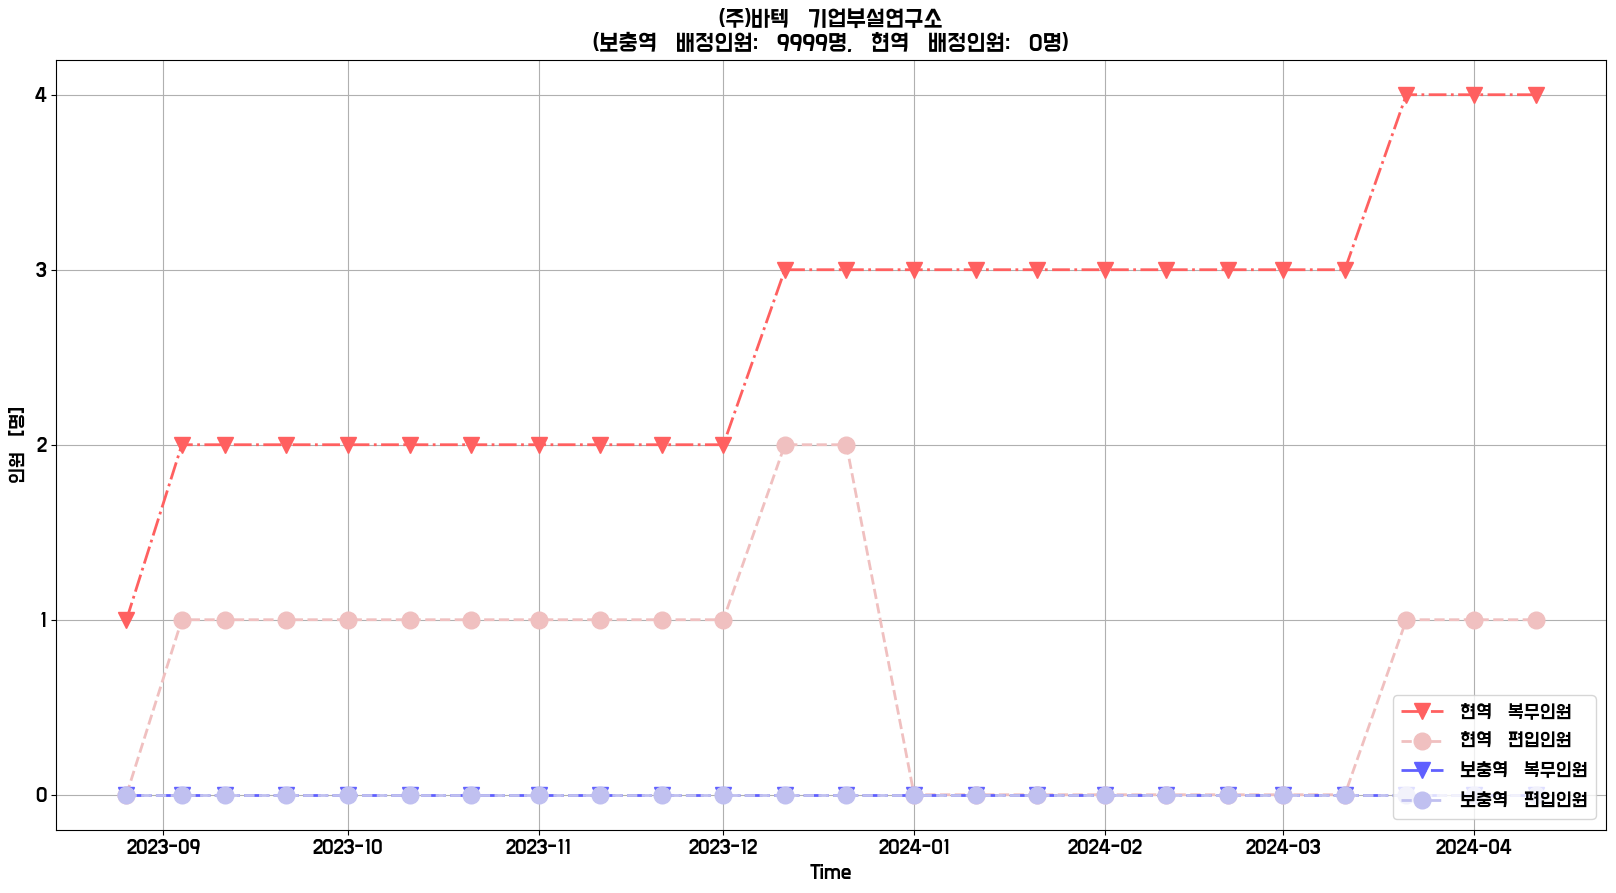 (주)바텍 기업부설연구소
(보충역 배정인원: 9999명, 현역 배정인원: 0명)
4
3
2
1
0
인원 [명]
현역 복무인원
현역 편입인원
보충역 복무인원
보충역 편입인원
2023-09 2023-10 2023-11 2023-12 2024-01 2024-02 2024-03 2024-04
Time